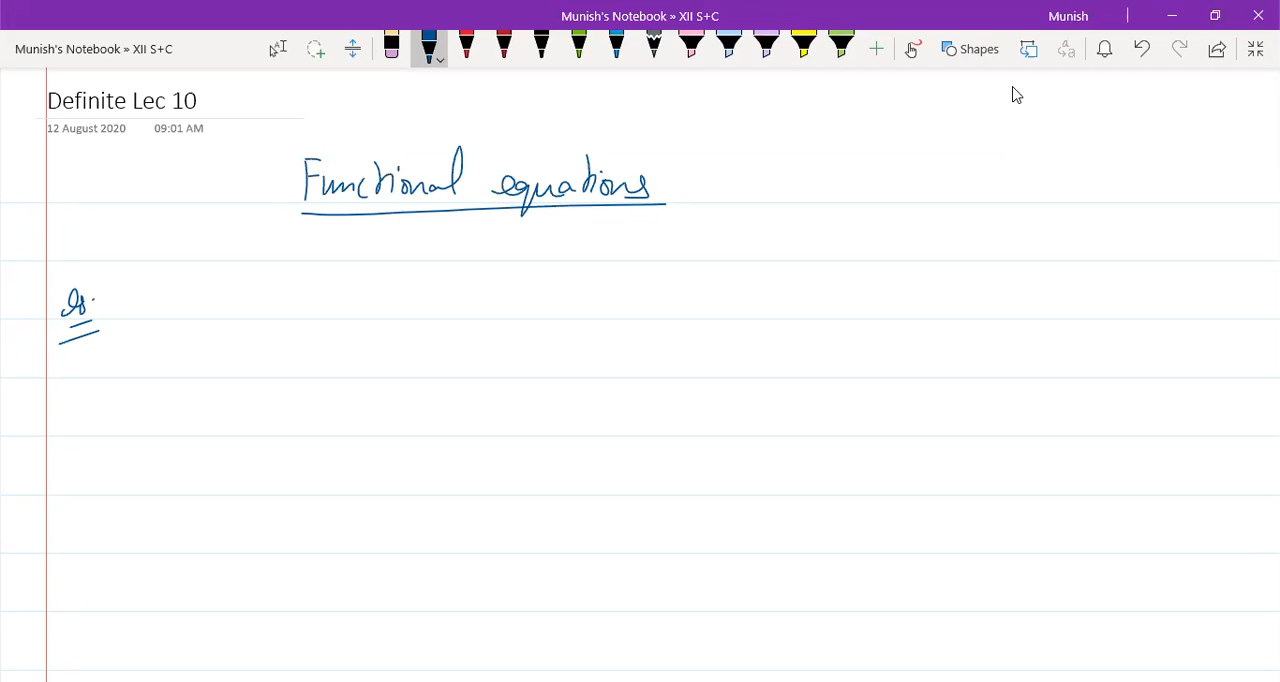 Munish's Notebook » XII S+C
Munish
Munish's Notebook » XII S+C
Shapes
Definite Lec 10
12 August 2020 09:01 AM
Functional equations